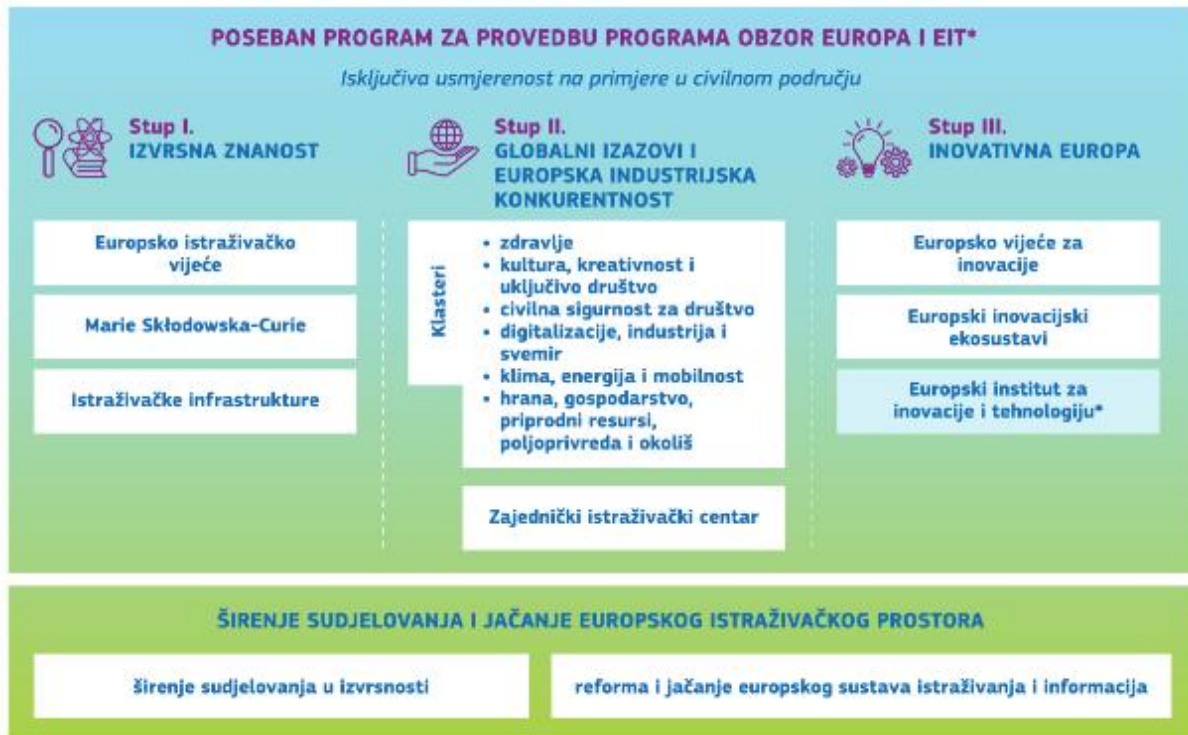 POSEBAN PROGRAM ZA PROVEDBU PROGRAMA OBZOR EUROPA I EIT*
Isključiva usmjerenost na primjere u civilnom području
Stup I.
IZVRSNA ZNANOST
Europsko istraživačko
vijeće
Marie Skłodowska-Curie
Istraživačke infrastrukture
Stup II.
GLOBALNI IZAZOVI I
EUROPSKA INDUSTRIJSKA
KONKURENTNOST
Klasteri
• zdravlje
• kultura, kreativnost i
uključivo društvo
• civilna sigurnost za društvo
• digitalizacije, industrija i
svemir
• klima, energija i mobilnost
• hrana, gospodarstvo,
priprodni resursi,
poljoprivreda i okoliš
Zajednički istraživački centar
Stup III.
INOVATIVNA EUROPA
Europsko vijeće za
inovacije
Europski inovacijski
ekosustavi
Europski institut za
inovacije i tehnologiju*
ŠIRENJE SUDJELOVANJA I JAČANJE EUROPSKOG ISTRAŽIVAČKOG PROSTORA
širenje sudjelovanja u izvrsnosti
reforma i jačanje europskog sustava istraživanja i informacija